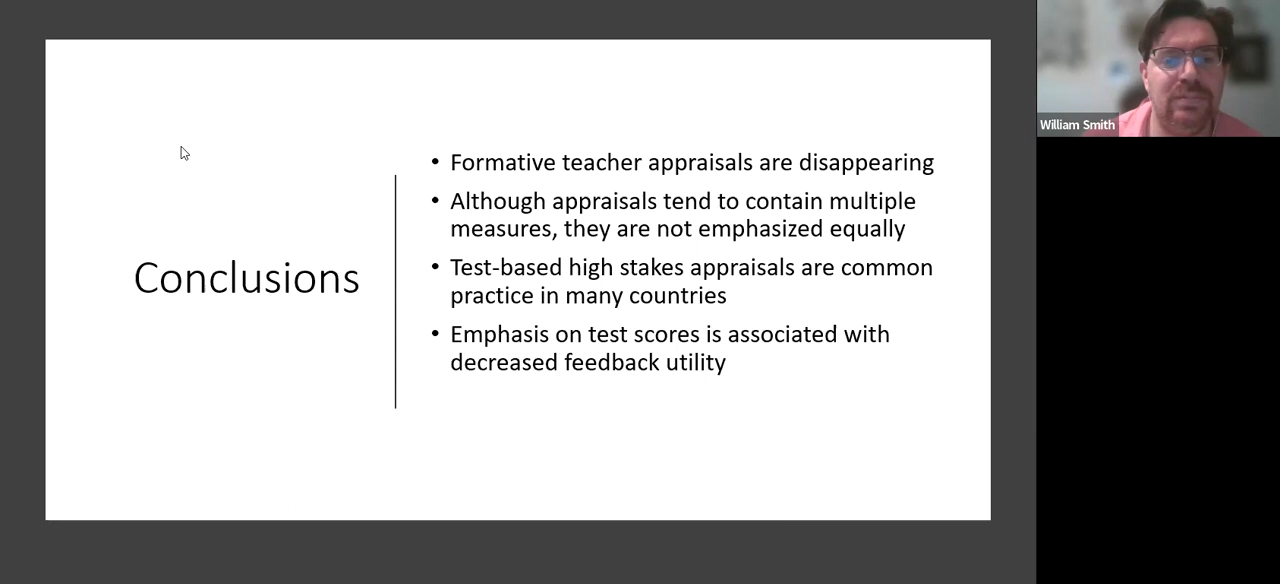 Conclusions
• Formative teacher appraisals are disappearing
• Although appraisals tend to contain multiple
measures, they are not emphasized equally
• Test-based high stakes appraisals are common
practice in many countries
• Emphasis on test scores is associated with
decreased feedback utility
William Smith